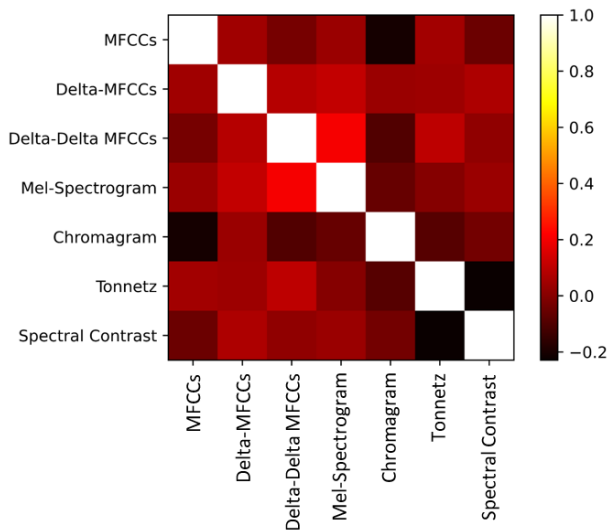 MFCCs
Delta-MFCCs
Delta-Delta MFCCs
Mel-Spectrogram
Chromagram
Tonnetz
Spectral Contrast
MFCCs
Delta-MFCCs
Delta-Delta MFCCs
Mel-Spectrogram
Chromagram
Tonnetz
Spectral Contrast
1.0
0.8
0.6
0.4
0.2
0.0
−0.2